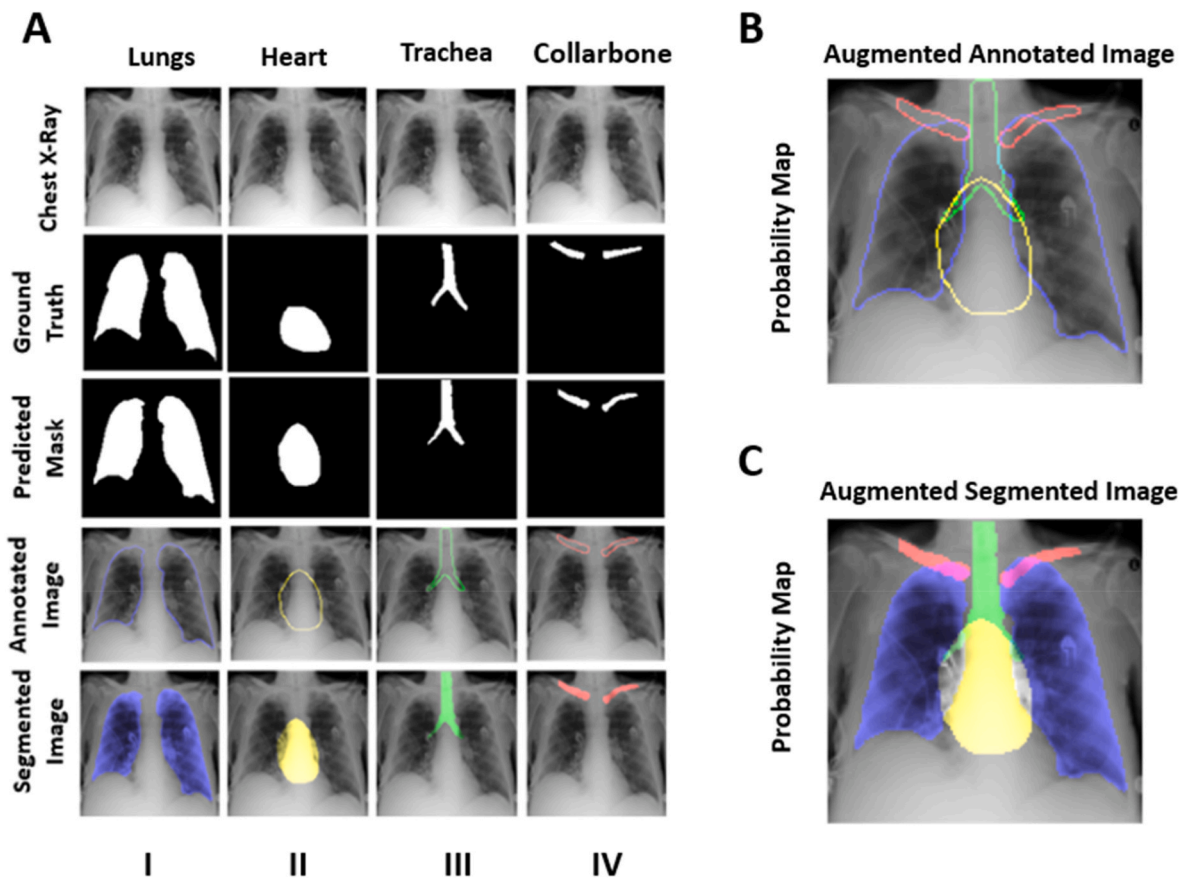 A
Lungs
Heart
Trachea
Collarbone
Chest X-Ray
Ground
Truth
Predicted
Mask
Annotated
Image
Segmented
Image
I
II
III
IV
B
Augmented Annotated Image
Probability Map
C
Augmented Segmented Image
Probability Map